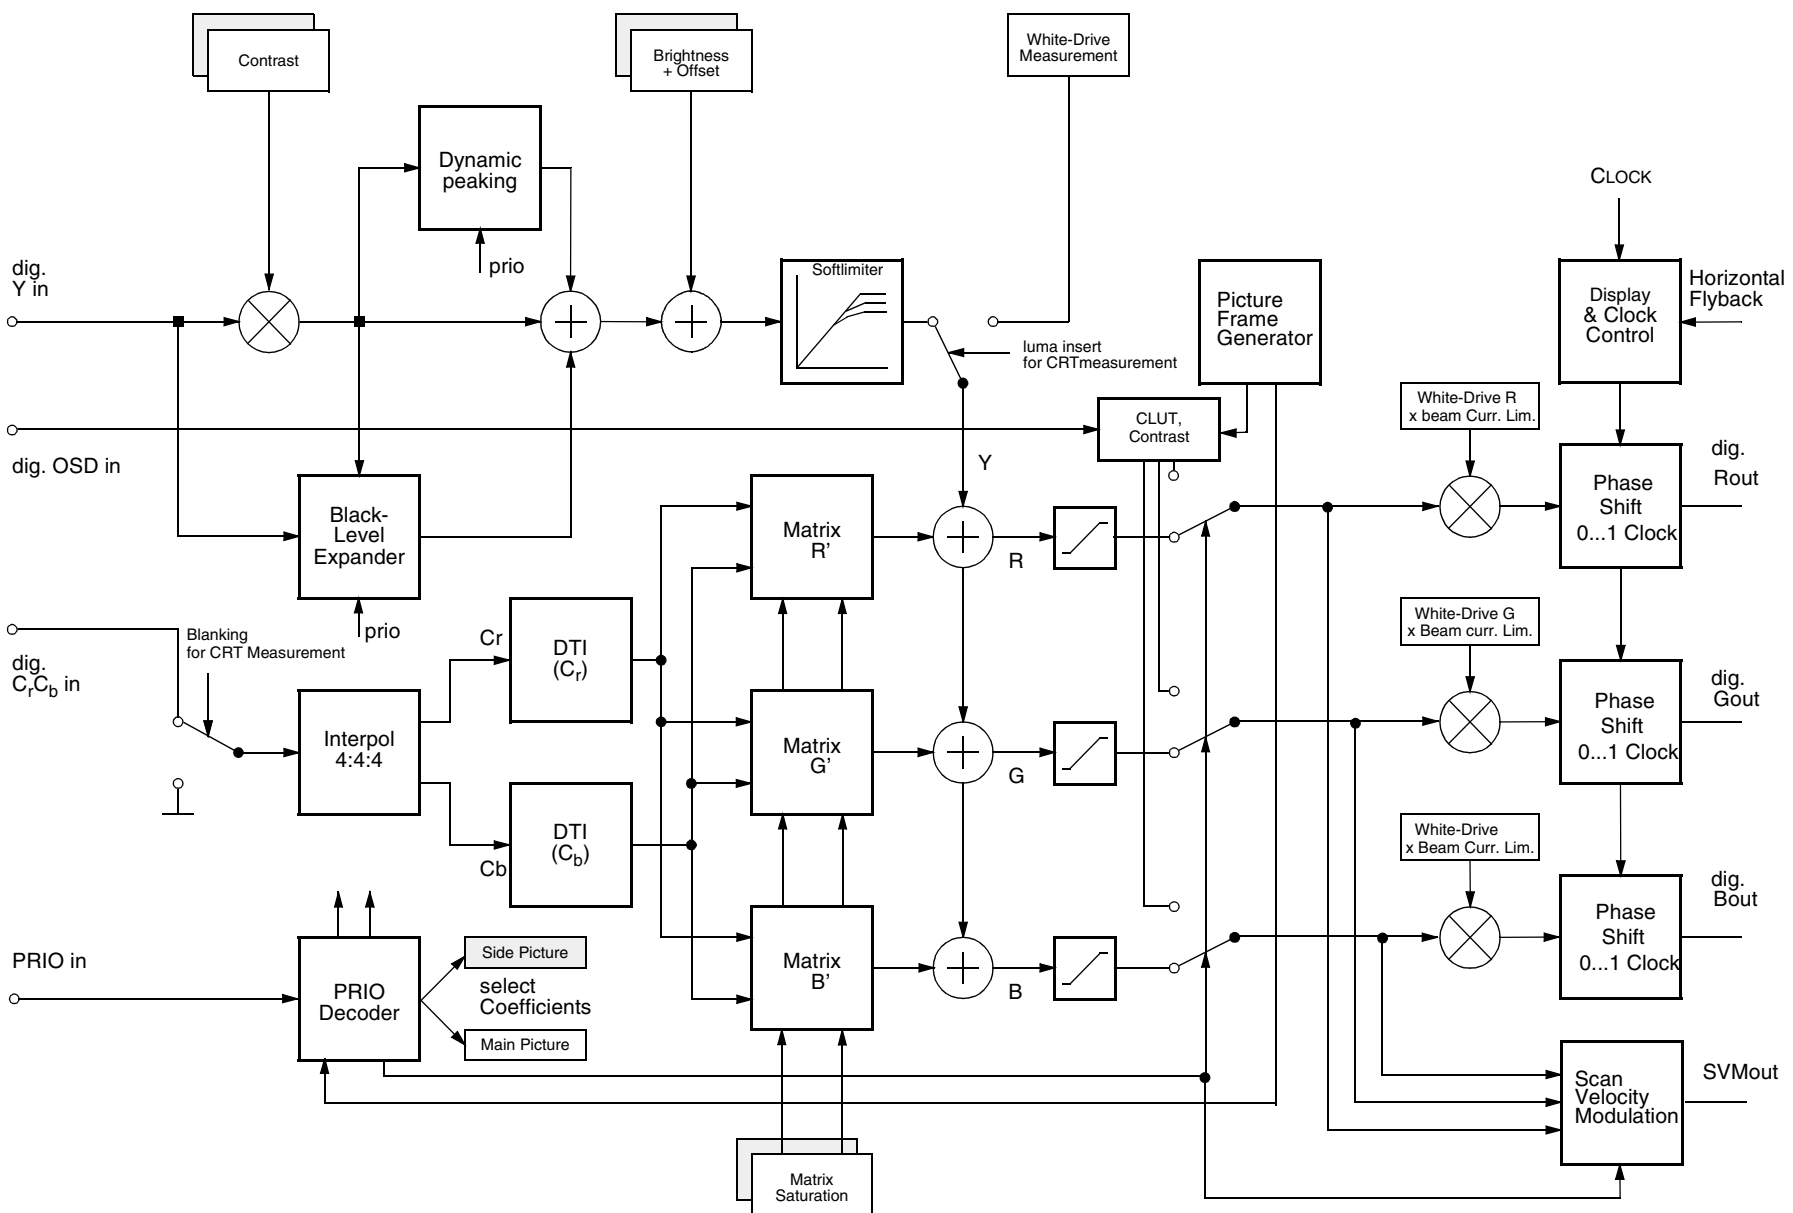 Contrast
Brightness
+ Offset
White-Drive
Measurement
Dynamic
peaking
prio
CLOCK
dig.
Y in
Softlimiter
Picture
Frame
Generator
Display
& Clock
Control
Horizontal
Flyback
luma insert
for CRTmeasurement
White-Drive R
x beam Curr. Lim.
CLUT,
Contrast
dig. OSD in
Y
dig.
Rout
Black-
Level
Expander
Matrix
R’
R
Phase
Shift
0...1 Clock
prio
Blanking
for CRT Measurement
dig.
CrCb in
Cr
DTI
(Cr)
White-Drive G
x Beam curr. Lim.
dig.
Gout
Interpol
4:4:4
Matrix
G’
G
Phase
Shift
0...1 Clock
Cb
DTI
(Cb)
White-Drive
x Beam Curr. Lim.
dig.
Bout
PRIO in
PRIO
Decoder
Side Picture
select
Coefficients
Main Picture
Matrix
B’
B
Phase
Shift
0...1 Clock
Scan
Velocity
Modulation
SVMout
Matrix
Saturation